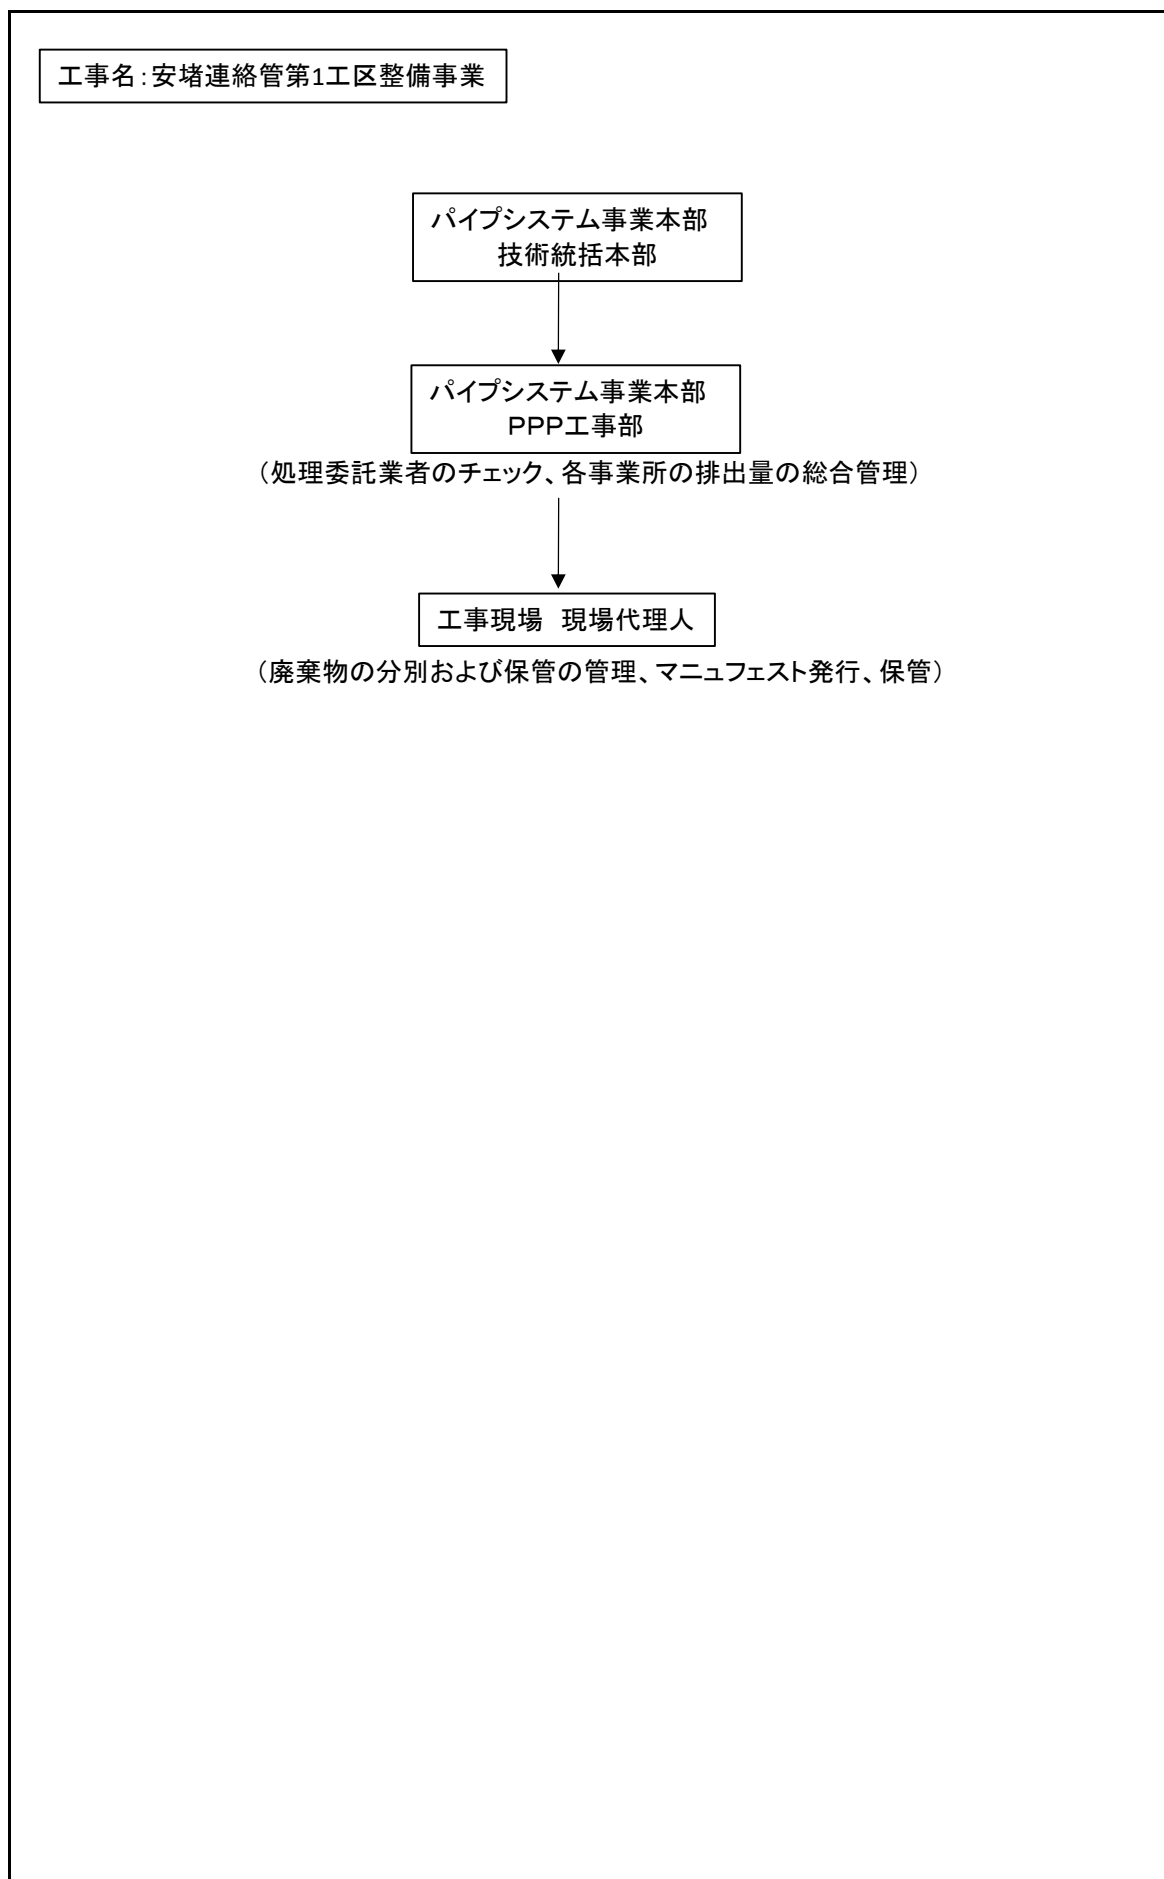 工事名：安堵連絡管第1工区整備事業
パイプシステム事業本部
技術統括本部
パイプシステム事業本部
ＰＰＰ工事部
（処理委託業者のチェック、各事業所の排出量の総合管理）
工事現場　現場代理人
（廃棄物の分別および保管の管理、マニュフェスト発行、保管）